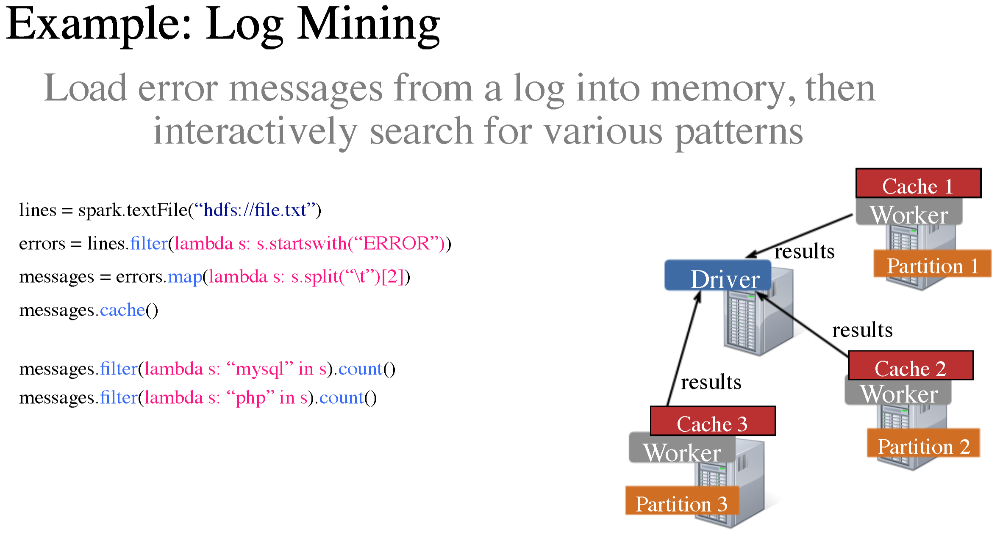 Example: Log Mining
Load error messages from a log into memory, then
interactively search for various patterns
lines = spark.textFile(“hdfs://file.txt”)
errors = lines.filter(lambda s: s.startswith(“ERROR”))
messages = errors.map(lambda s: s.split(“\t”)[2])
messages.cache()
messages.filter(lambda s: “mysql” in s).count()
messages.filter(lambda s: “php” in s).count()
Cache 1
Worker
Partition 1
results
Driver
results
Cache 2
Worker
Partition 2
results
Cache 3
Worker
Partition 3